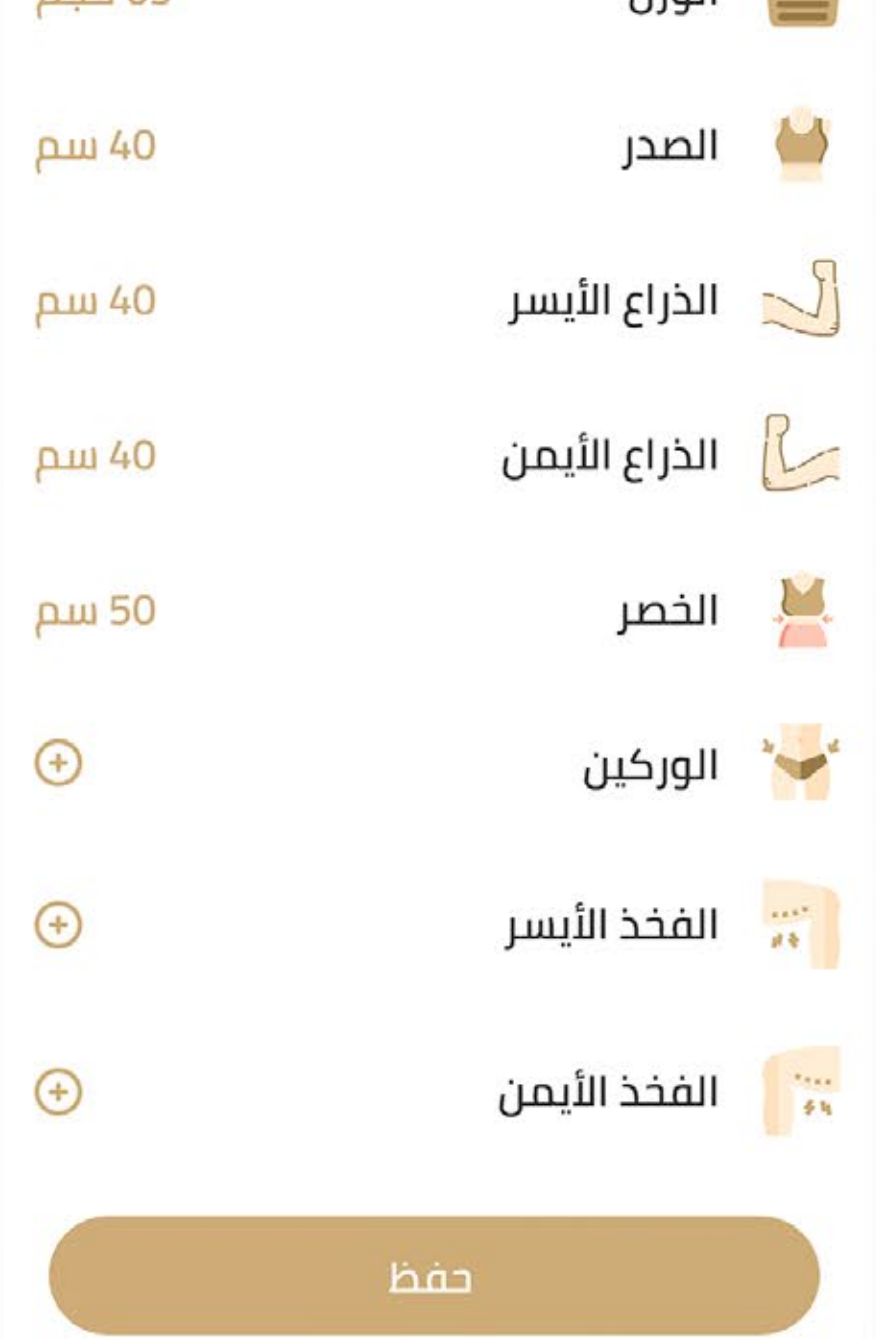 الصدر 40 سم
الذراع الأيسر 40 سم
الذراع الأيمن 40 سم
الخصر 50 سم
الوركين
الفخذ الأيسر
الفخذ الأيمن
حفظ